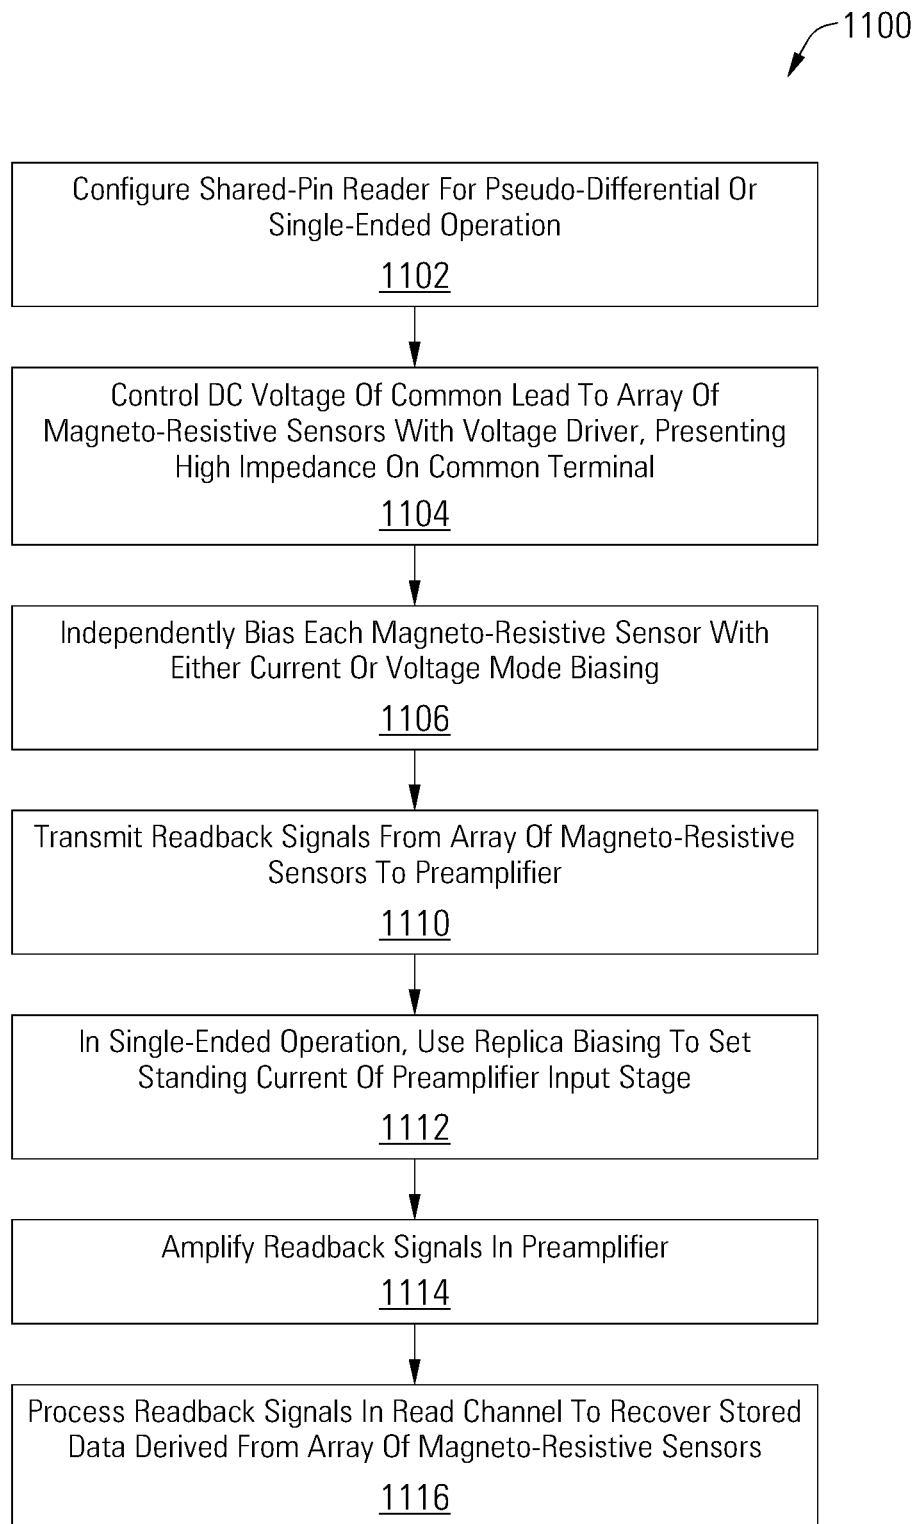 1100
Configure Shared-Pin Reader For Pseudo-Differential Or
Single-Ended Operation
1102
Control DC Voltage Of Common Lead To Array Of
Magneto-Resistive Sensors With Voltage Driver, Presenting
High Impedance On Common Terminal
1104
Independently Bias Each Magneto-Resistive Sensor With
Either Current Or Voltage Mode Biasing
1106
Transmit Readback Signals From Array Of Magneto-Resistive
Sensors To Preamplifier
1110
In Single-Ended Operation, Use Replica Biasing To Set
Standing Current Of Preamplifier Input Stage
1112
Amplify Readback Signals In Preamplifier
1114
Process Readback Signals In Read Channel To Recover Stored
Data Derived From Array Of Magneto-Resistive Sensors
1116